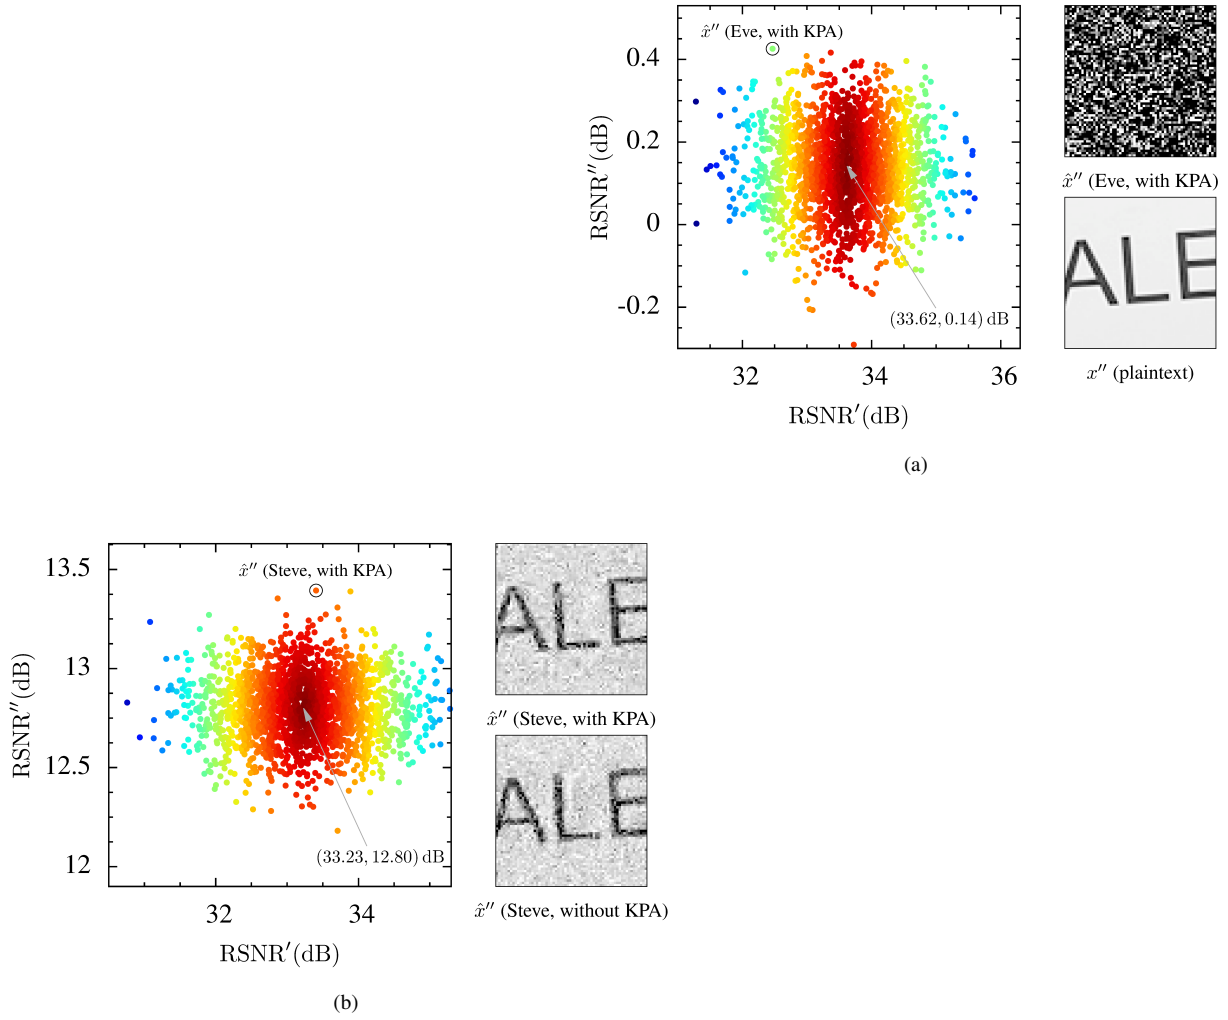 x̂″ (Eve, with KPA)
0.4
0.2
0
-0.2
RSNR″(dB)
(33.62, 0.14) dB
32
34
36
RSNR′(dB)
x̂″ (Eve, with KPA)
ALE
x″ (plaintext)
(a)
x̂″ (Steve, with KPA)
13.5
13
12.5
12
RSNR″(dB)
(33.23, 12.80) dB
32
34
RSNR′(dB)
ALE
x̂″ (Steve, with KPA)
ALE
x̂″ (Steve, without KPA)
(b)